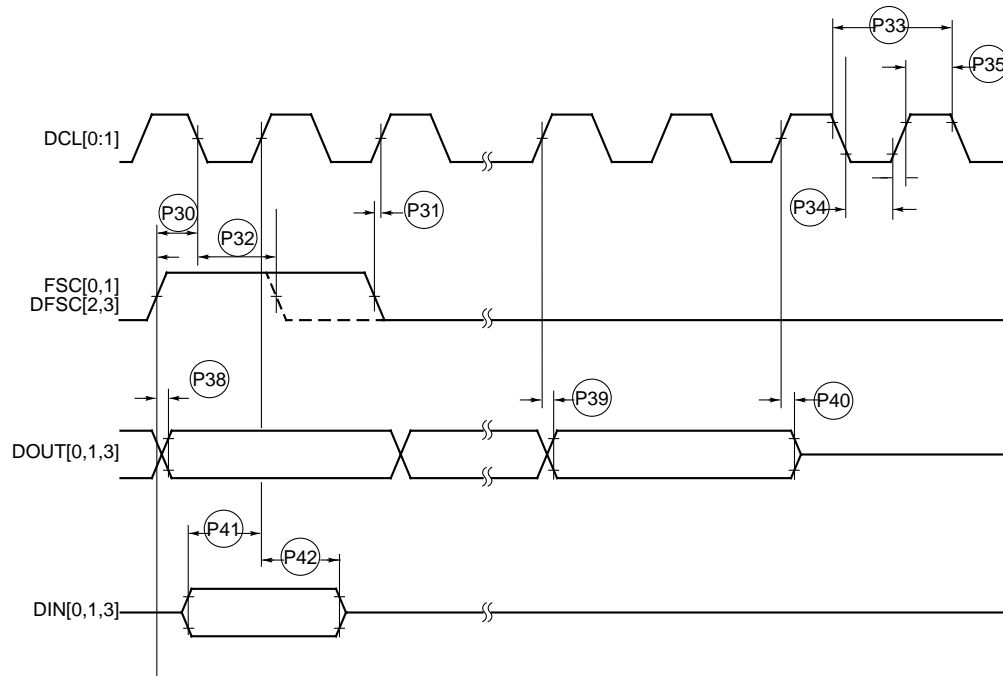 P33
P35
DCL[0:1]
P30
P34
P31
P32
FSC[0,1]
DFSC[2,3]
P38
P39
P40
DOUT[0,1,3]
P41
P42
DIN[0,1,3]